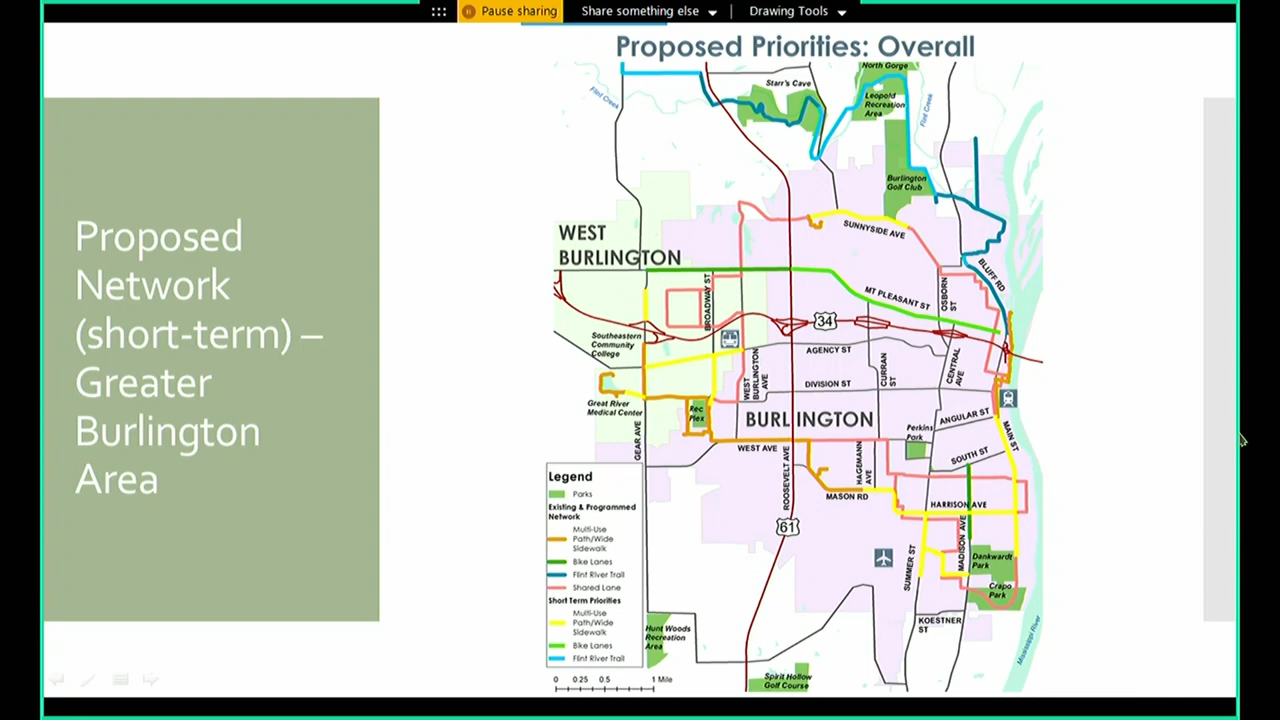 Pause sharing
Share something else
Drawing Tools
Proposed Priorities: Overall
Proposed
Network
(short-term) –
Greater
Burlington
Area
North Gorge
Starr's Cave
Flint Creek
Leopold
Recreation
Area
Flint Creek
Burlington
Golf Club
WEST
BURLINGTON
SUNNYSIDE AVE
BLUFF RD
BROADWAY ST
MT PLEASANT ST
OSBORN
ST
34
Southeastern
Community
College
AGENCY ST
WEST
BURLINGTON
AVE
DIVISION ST
CURRAN
ST
CENTRAL
AVE
Great River
Medical Center
Rec
Plex
BURLINGTON
GEAR AVE
Perkins
Park
ANGULAR ST
MAIN ST
WEST AVE
SOUTH ST
ROOSEVELT AVE
HAGEMANN
AVE
MASON RD
HARRISON AVE
61
SUMMER ST
MADISON AVE
Dankwardt
Park
Crapo
Park
KOESTNER
ST
Mississippi River
Hunt Woods
Recreation
Area
Spirit Hollow
Golf Course
Legend
Parks
Existing & Programmed
Network
Multi-Use
Path/Wide
Sidewalk
Bike Lanes
Flint River Trail
Shared Lane
Short Term Priorities
Multi-Use
Path/Wide
Sidewalk
Bike Lanes
Flint River Trail
0 0.25 0.5 1 Mile